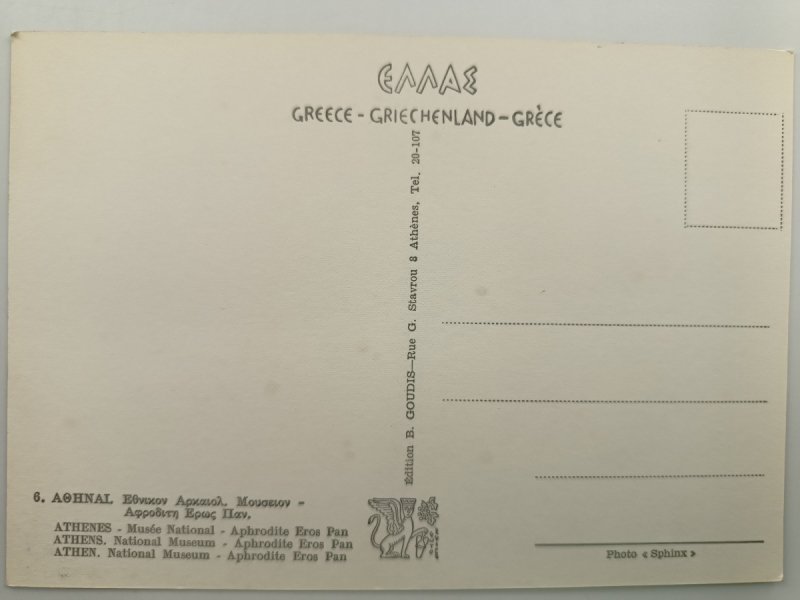 ΕΛΛΑΣ
GREECE - GRIECHENLAND - GRÈCE
Édition B. GOUDIS—Rue G. Stavrou 8 Athènes, Tel. 20-107
6. ΑΘΗΝΑΙ, Εθνικον Αρκαιολ. Μουσειον -
Αφροδιτη Ερως Παν.
ATHENES - Musée National - Aphrodite Eros Pan
ATHENS. National Museum - Aphrodite Eros Pan
ATHEN. National Museum - Aphrodite Eros Pan
Photo « Sphinx »